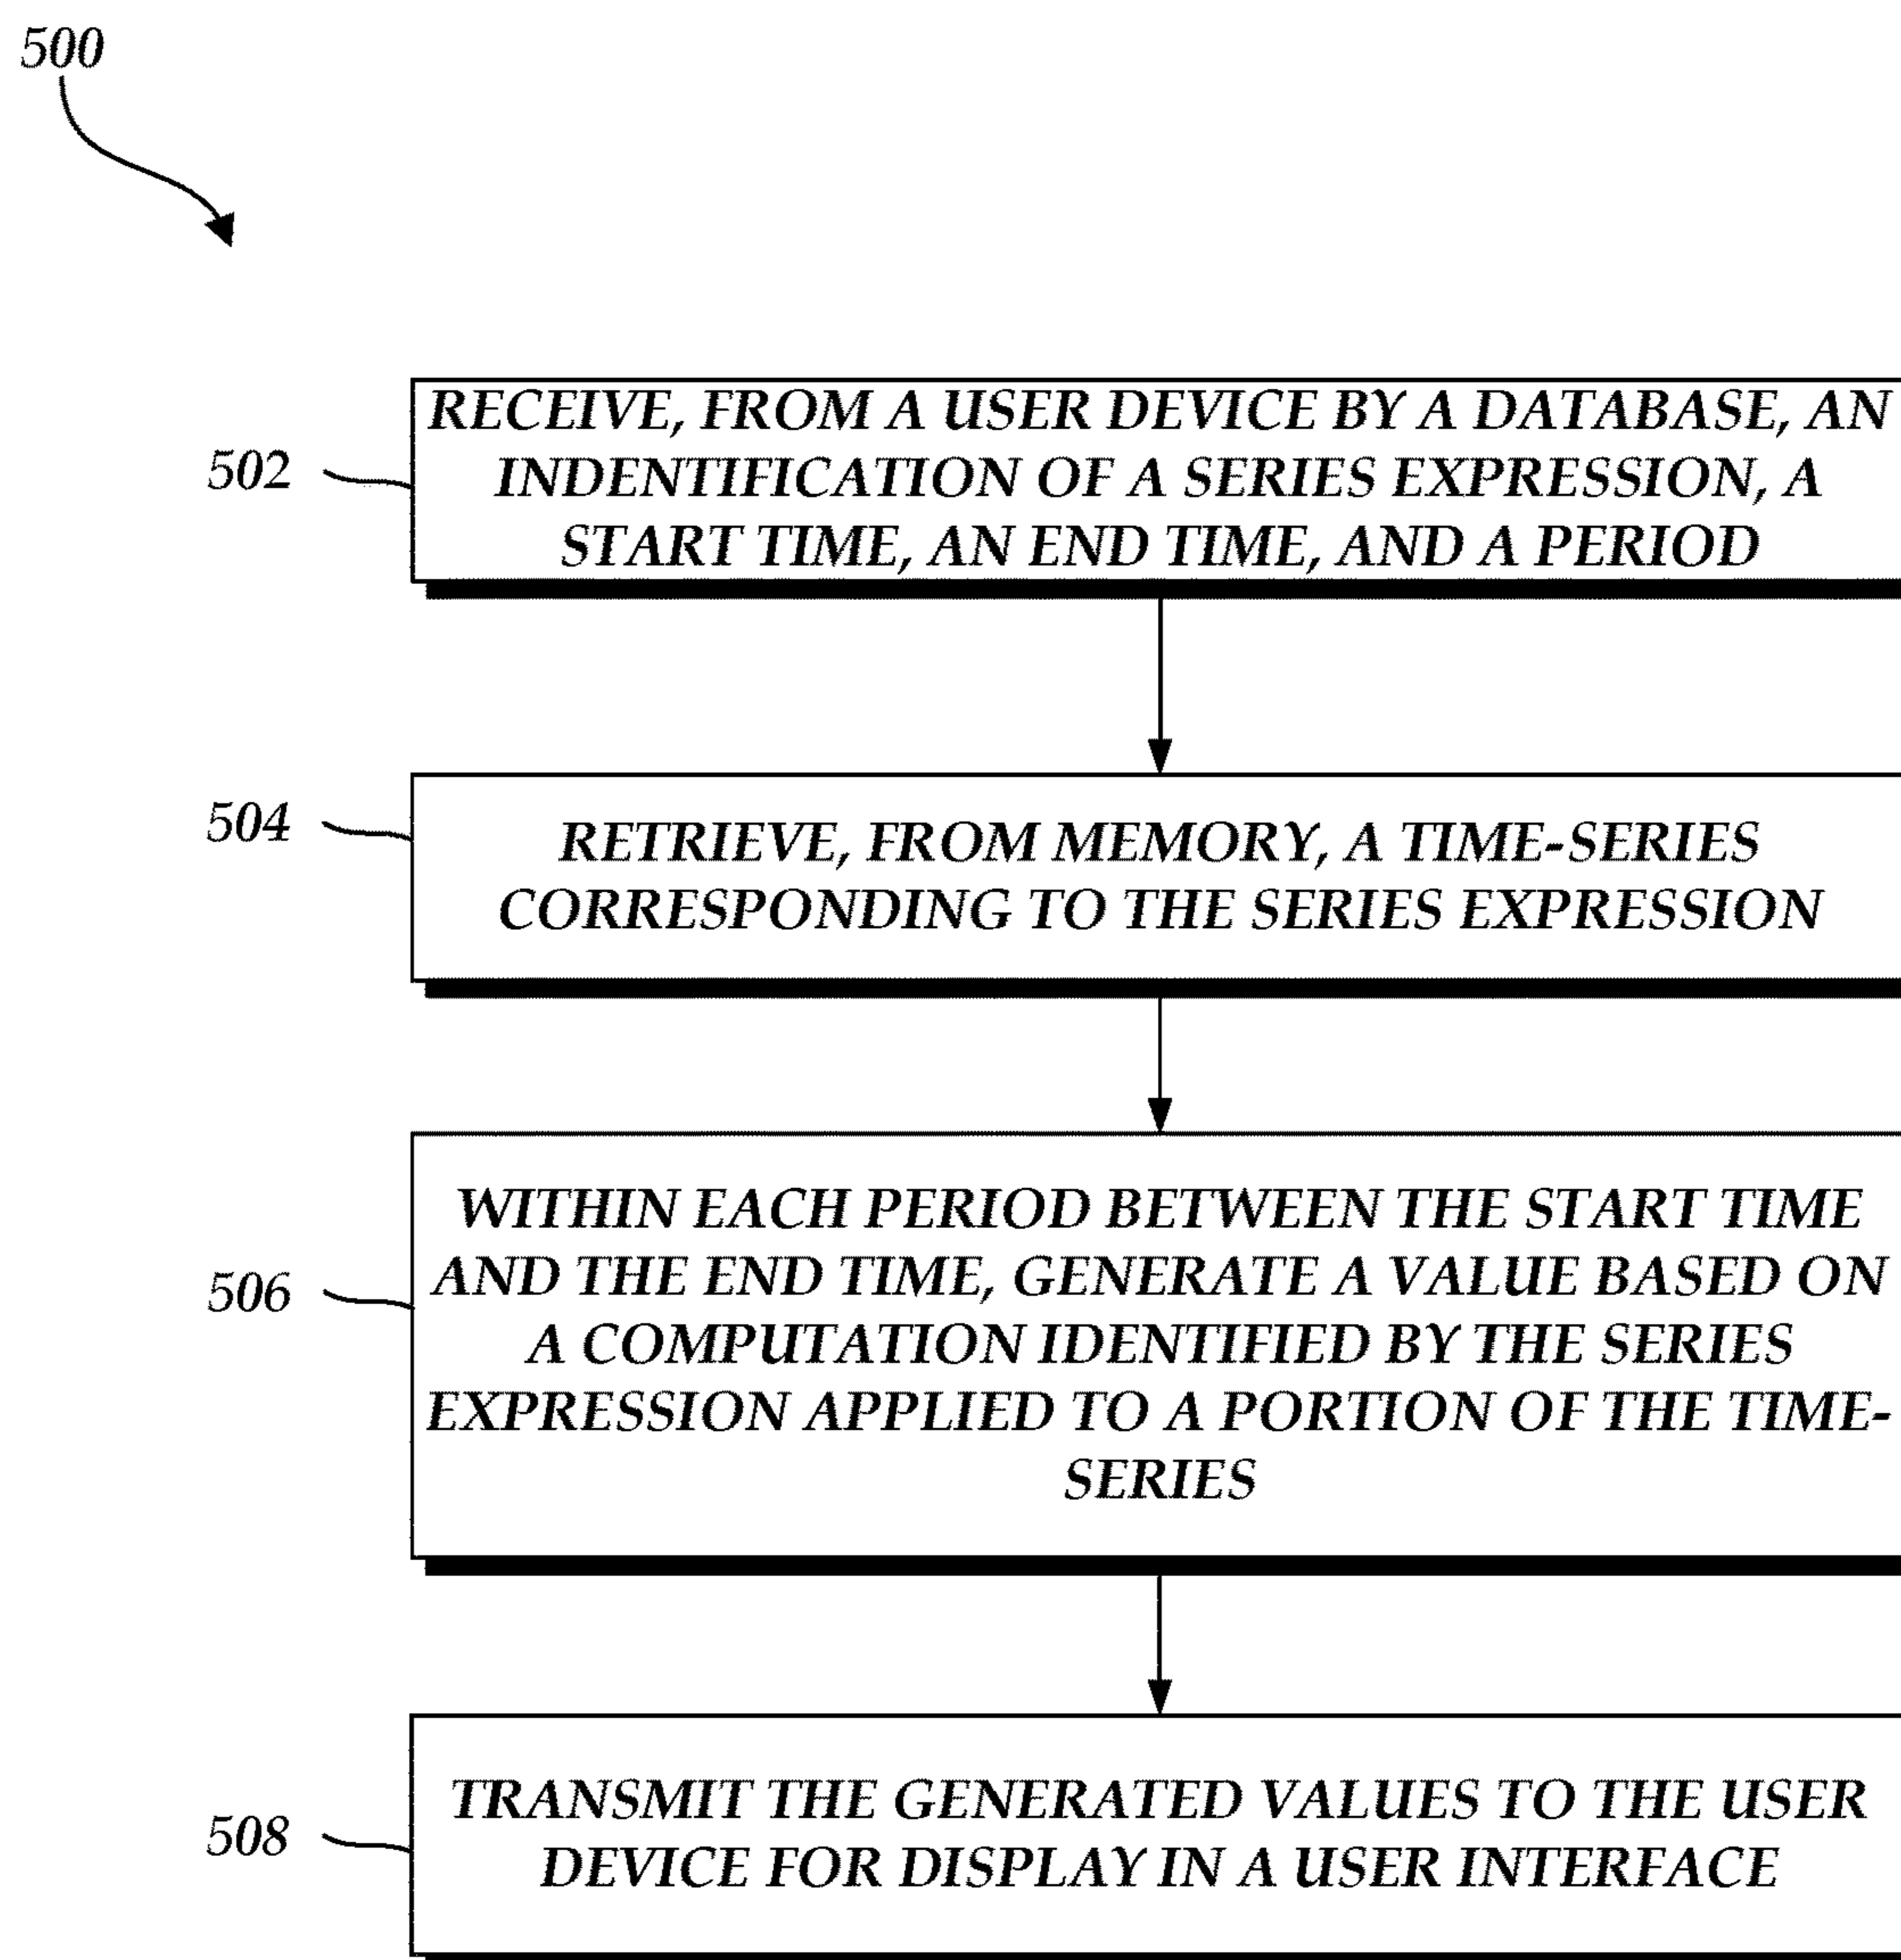 500
502
RECEIVE, FROM A USER DEVICE BY A DATABASE, AN
INDENTIFICATION OF A SERIES EXPRESSION, A
START TIME, AN END TIME, AND A PERIOD
504
RETRIEVE, FROM MEMORY, A TIME-SERIES
CORRESPONDING TO THE SERIES EXPRESSION
506
WITHIN EACH PERIOD BETWEEN THE START TIME
AND THE END TIME, GENERATE A VALUE BASED ON
A COMPUTATION IDENTIFIED BY THE SERIES
EXPRESSION APPLIED TO A PORTION OF THE TIME-
SERIES
508
TRANSMIT THE GENERATED VALUES TO THE USER
DEVICE FOR DISPLAY IN A USER INTERFACE